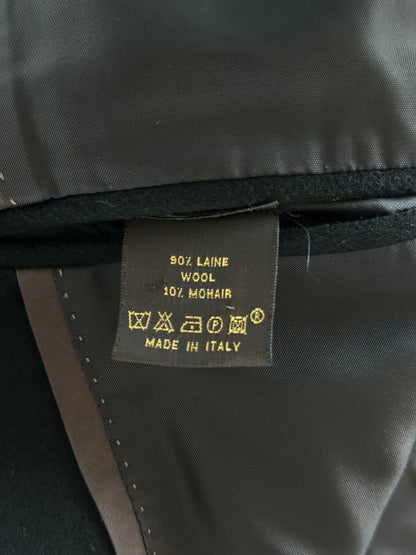 90% LAINE
WOOL
10% MOHAIR
P ®
MADE IN ITALY